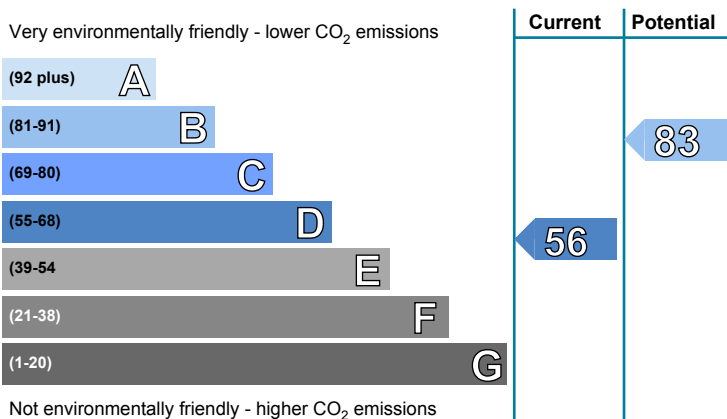 Current Potential
Very environmentally friendly - lower CO₂ emissions
(92 plus) A
(81-91) B
83
(69-80) C
(55-68) D
56
(39-54 E
(21-38) F
(1-20) G
Not environmentally friendly - higher CO₂ emissions